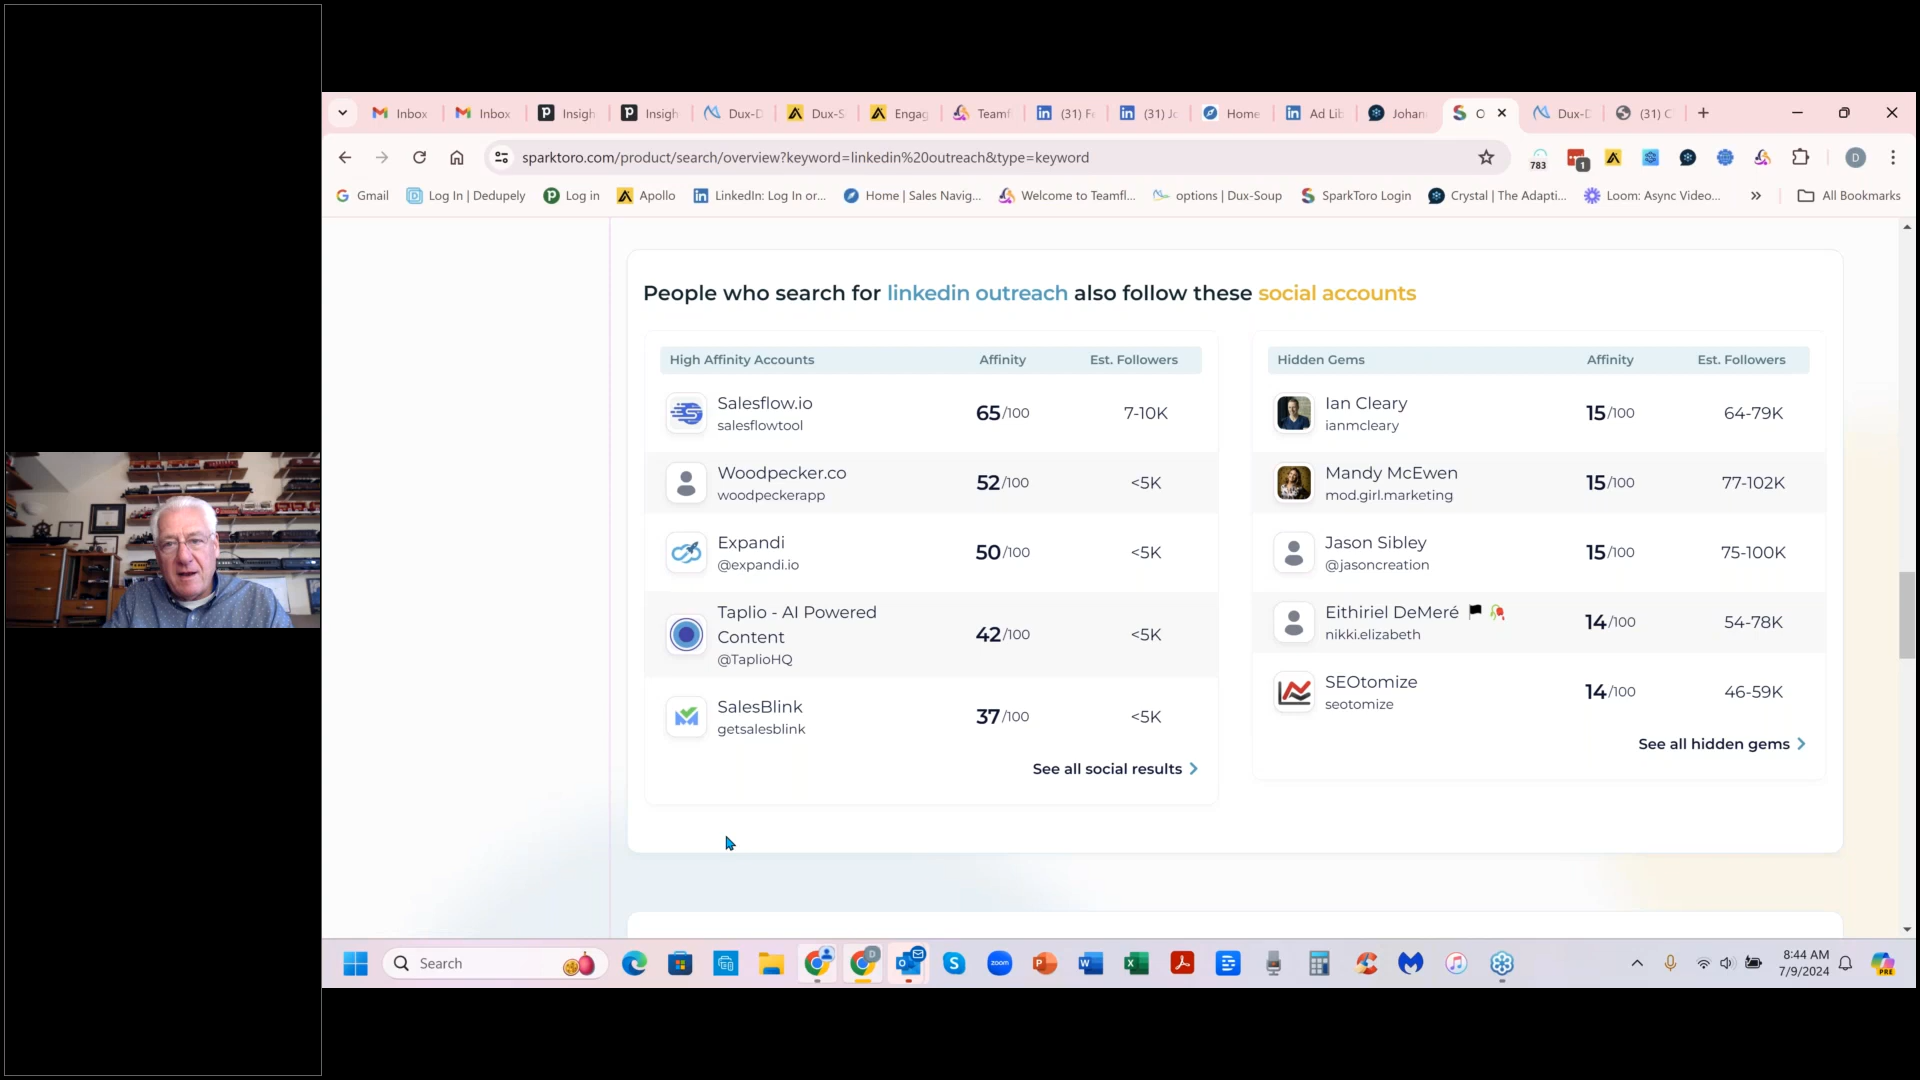 Inbox
Inbox
Insigh
Insigh
Dux-D
Dux-S
Engag
Teamf
(31) Fe
(31) Jo
Home
Ad Lib
Johan
O
Dux-D
(31) C
sparktoro.com/product/search/overview?keyword=linkedin%20outreach&type=keyword
783
1
D
Gmail
Log In | Dedupely
Log in
Apollo
LinkedIn: Log In or...
Home | Sales Navig...
Welcome to Teamfl...
options | Dux-Soup
SparkToro Login
Crystal | The Adapti...
Loom: Async Video...
All Bookmarks
People who search for linkedin outreach also follow these social accounts
High Affinity Accounts Affinity Est. Followers
Salesflow.io
salesflowtool
65/100 7-10K
Woodpecker.co
woodpeckerapp
52/100 <5K
Expandi
@expandi.io
50/100 <5K
Taplio - AI Powered
Content
@TaplioHQ
42/100 <5K
SalesBlink
getsalesblink
37/100 <5K
See all social results
Hidden Gems Affinity Est. Followers
Ian Cleary
ianmcleary
15/100 64-79K
Mandy McEwen
mod.girl.marketing
15/100 77-102K
Jason Sibley
@jasoncreation
15/100 75-100K
Eithiriel DeMeré
nikki.elizabeth
14/100 54-78K
SEOtomize
seotomize
14/100 46-59K
See all hidden gems
Search
zoom
8:44 AM
7/9/2024
PRE